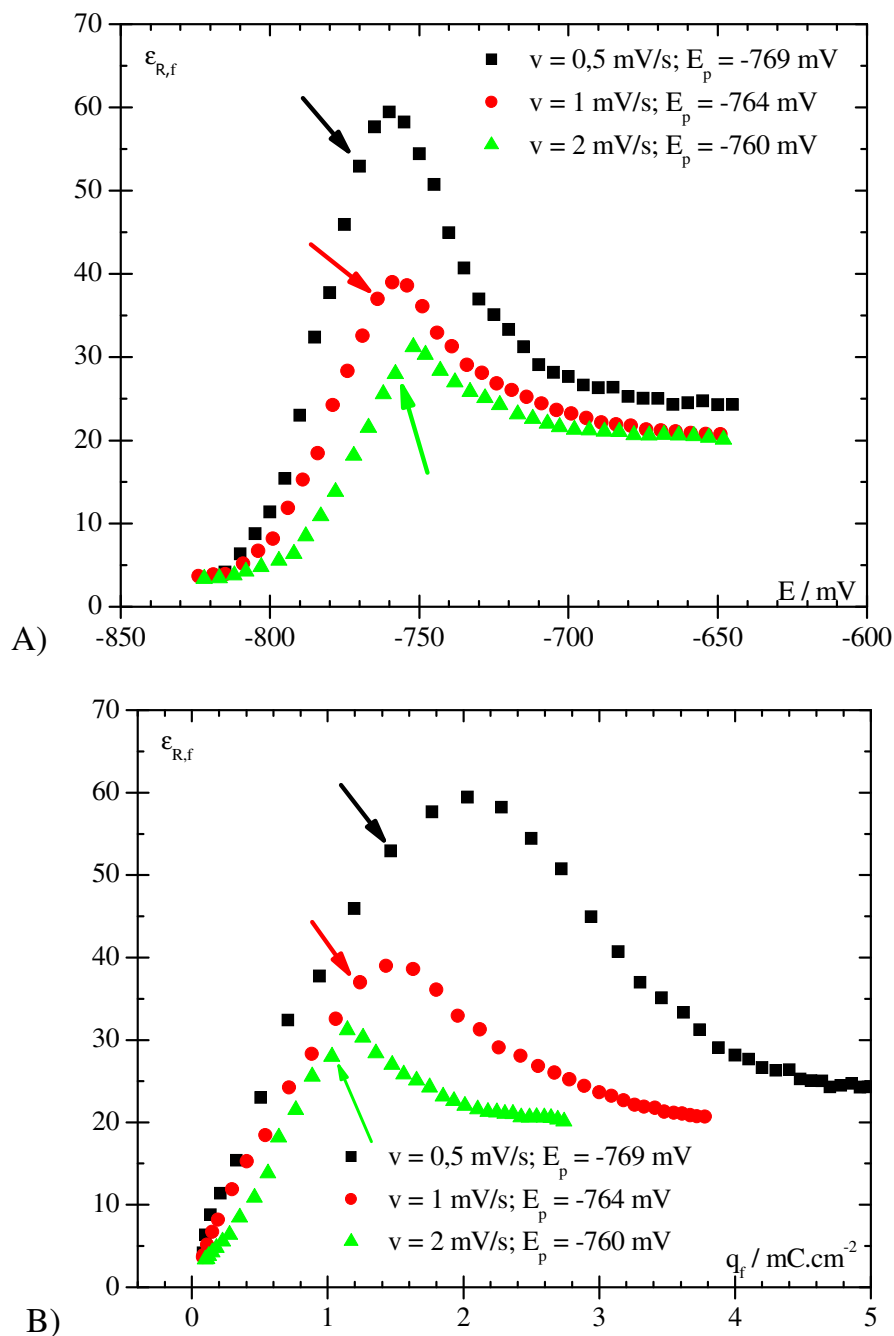 70
60
50
40
30
20
10
0
ε_{R,f}
v = 0,5 mV/s; E_p = -769 mV
v = 1 mV/s; E_p = -764 mV
v = 2 mV/s; E_p = -760 mV
E / mV
-850
-800
-750
-700
-650
-600
A)
70
60
50
40
30
20
10
0
ε_{R,f}
v = 0,5 mV/s; E_p = -769 mV
v = 1 mV/s; E_p = -764 mV
v = 2 mV/s; E_p = -760 mV
q_f / mC.cm^{-2}
0
1
2
3
4
5
B)